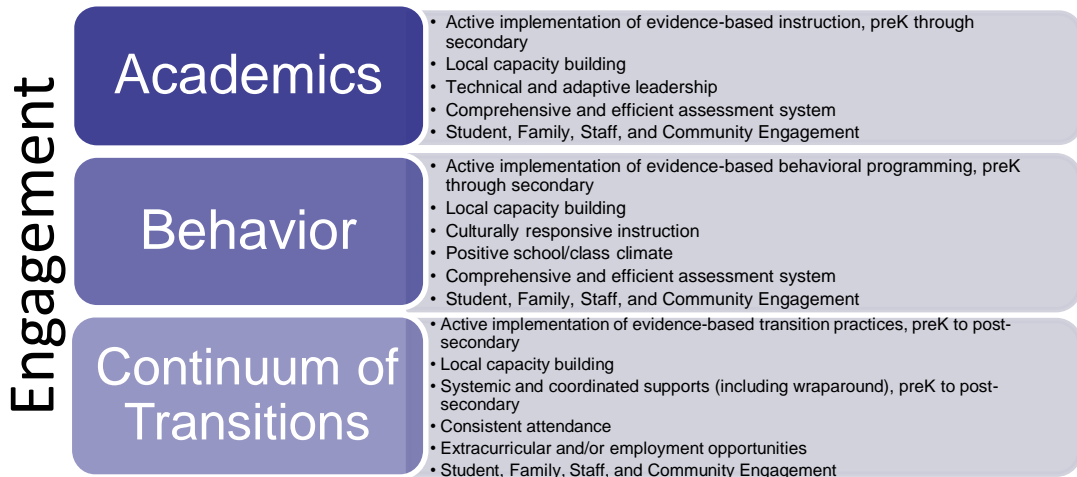 Engagement
Academics
• Active implementation of evidence-based instruction, preK through
secondary
• Local capacity building
• Technical and adaptive leadership
• Comprehensive and efficient assessment system
• Student, Family, Staff, and Community Engagement
Behavior
• Active implementation of evidence-based behavioral programming, preK
through secondary
• Local capacity building
• Culturally responsive instruction
• Positive school/class climate
• Comprehensive and efficient assessment system
• Student, Family, Staff, and Community Engagement
Continuum of
Transitions
• Active implementation of evidence-based transition practices, preK to post-
secondary
• Local capacity building
• Systemic and coordinated supports (including wraparound), preK to post-
secondary
• Consistent attendance
• Extracurricular and/or employment opportunities
• Student, Family, Staff, and Community Engagement